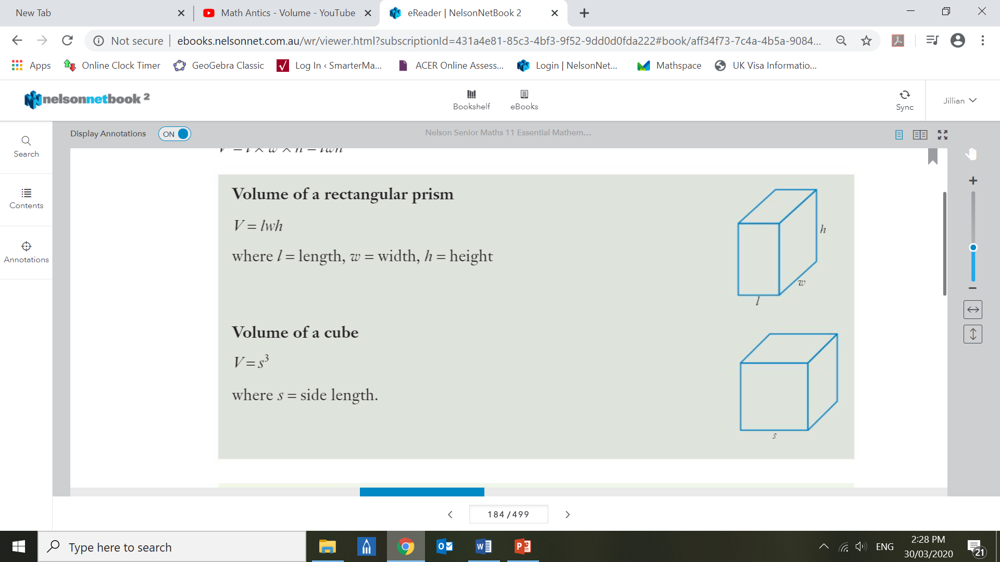 New Tab
Math Antics - Volume - YouTube
eReader | NelsonNetBook 2
Not secure
ebooks.nelsonnet.com.au/wr/viewer.html?subscriptionId=431a4e81-85c3-4bf3-9f52-9dd0d0fda222#book/aff34f73-7c4a-4b5a-9084...
Apps
Online Clock Timer
GeoGebra Classic
Log In ‹ SmarterMa...
ACER Online Assess...
Login | NelsonNet...
Mathspace
UK Visa Informatio...
nelsonnetbook 2
Bookshelf
eBooks
Sync
Jillian
Search
Contents
Annotations
Display Annotations
ON
Nelson Senior Maths 11 Essential Mathem...
V = l × w × h = lwh
Volume of a rectangular prism
V = lwh
where l = length, w = width, h = height
h
w
l
Volume of a cube
V = s³
where s = side length.
s
184 / 499
Type here to search
ENG
2:28 PM
30/03/2020
21